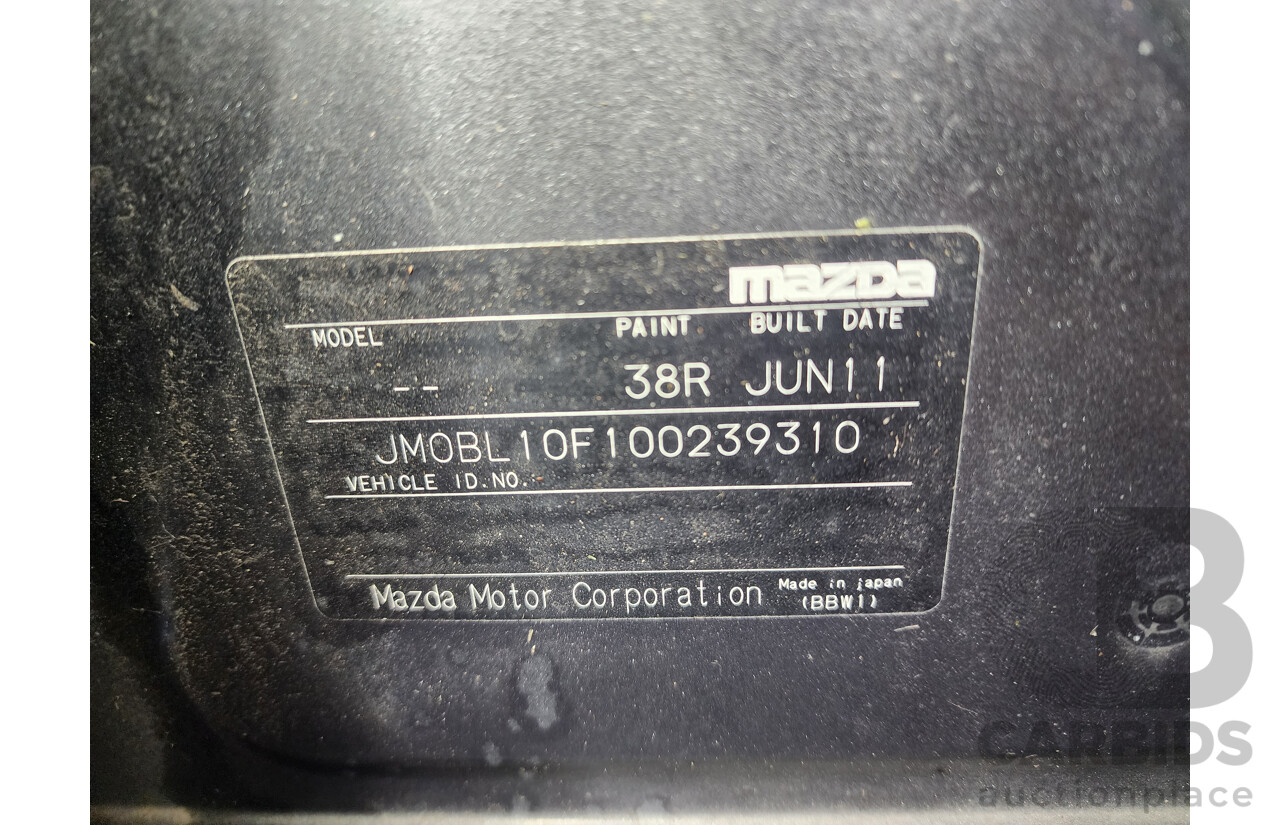 mazda
MODEL PAINT BUILT DATE
-- 38R JUN11
JM0BL10F100239310
VEHICLE ID.NO.
Mazda Motor Corporation Made in japan
(BBW1)
B
CARBIDS
auctionplace